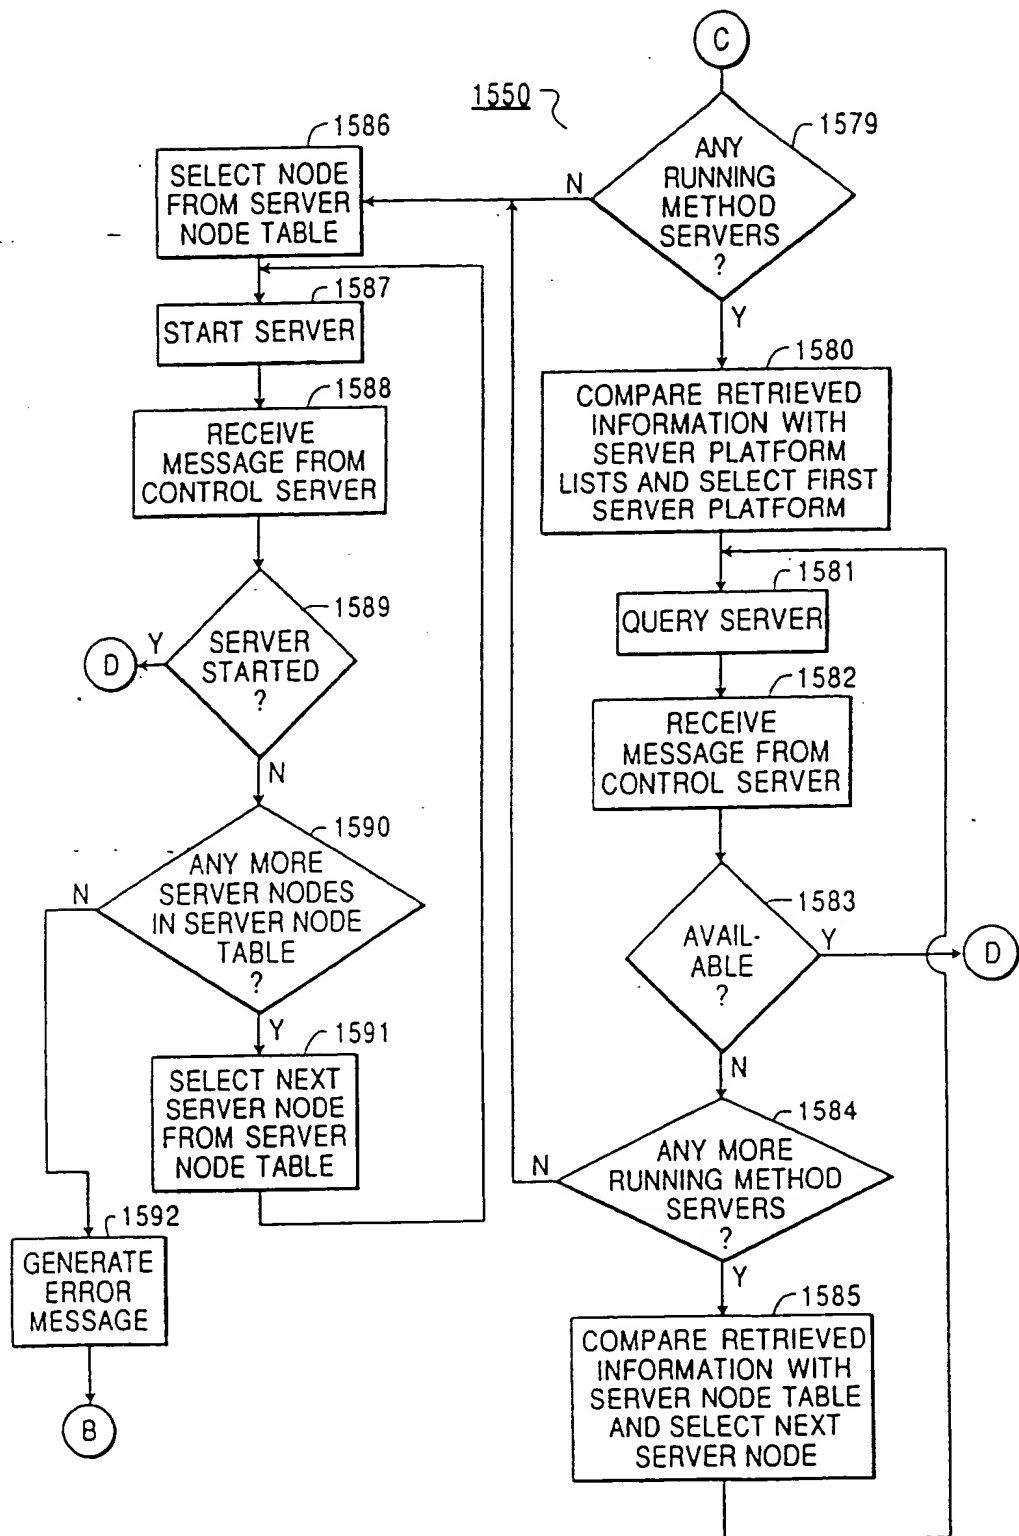 C
1550
1579
ANY
RUNNING
METHOD
SERVERS
?
N
Y
1586
SELECT NODE
FROM SERVER
NODE TABLE
1587
START SERVER
1588
RECEIVE
MESSAGE FROM
CONTROL SERVER
1589
SERVER
STARTED
?
Y
D
N
1590
ANY MORE
SERVER NODES
IN SERVER NODE
TABLE
?
N
Y
1591
SELECT NEXT
SERVER NODE
FROM SERVER
NODE TABLE
1592
GENERATE
ERROR
MESSAGE
B
1580
COMPARE RETRIEVED
INFORMATION WITH
SERVER PLATFORM
LISTS AND SELECT FIRST
SERVER PLATFORM
1581
QUERY SERVER
1582
RECEIVE
MESSAGE FROM
CONTROL SERVER
1583
AVAIL-
ABLE
?
Y
D
N
1584
ANY MORE
RUNNING METHOD
SERVERS
?
N
Y
1585
COMPARE RETRIEVED
INFORMATION WITH
SERVER NODE TABLE
AND SELECT NEXT
SERVER NODE